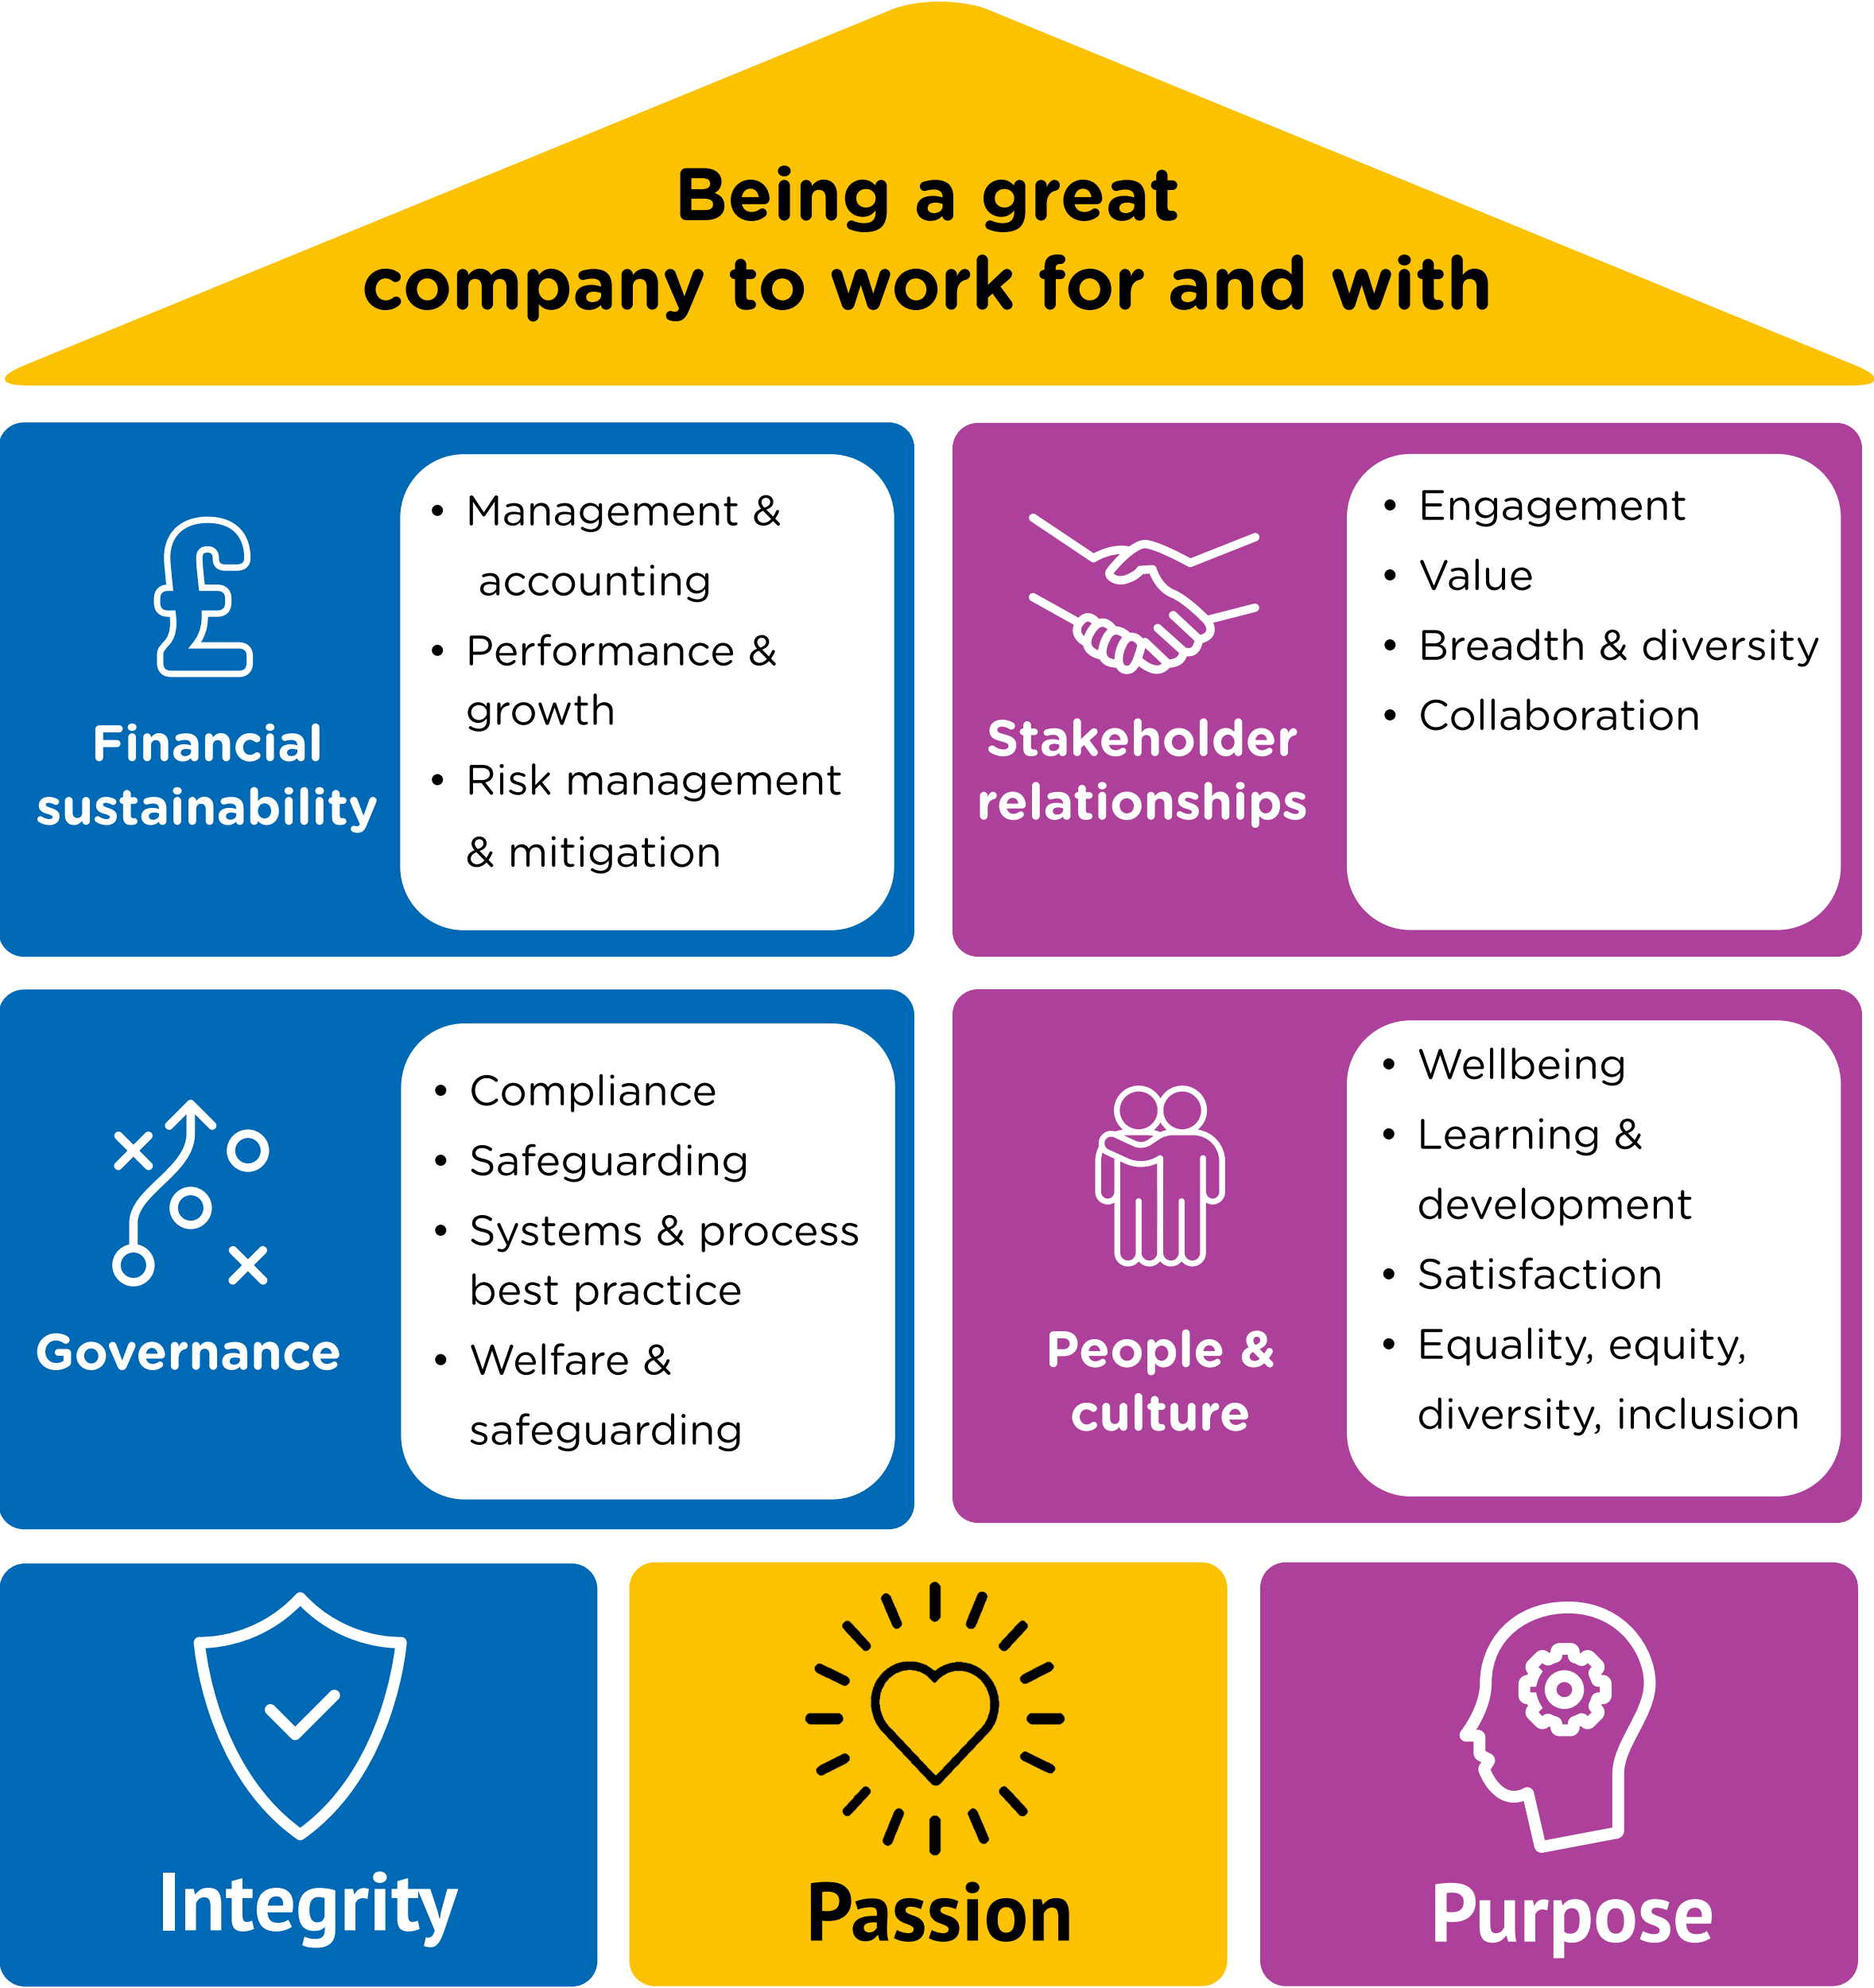 Being a great
company to work for and with
Financial
sustainability
• Management &
accounting
• Performance &
growth
• Risk management
& mitigation
Stakeholder
relationships
• Engagement
• Value
• Breadth & diversity
• Collaboration
Governance
• Compliance
• Safeguarding
• Systems & process
best practice
• Welfare &
safeguarding
People &
culture
• Wellbeing
• Learning &
development
• Satisfaction
• Equality, equity,
diversity, inclusion
Integrity
Passion
Purpose